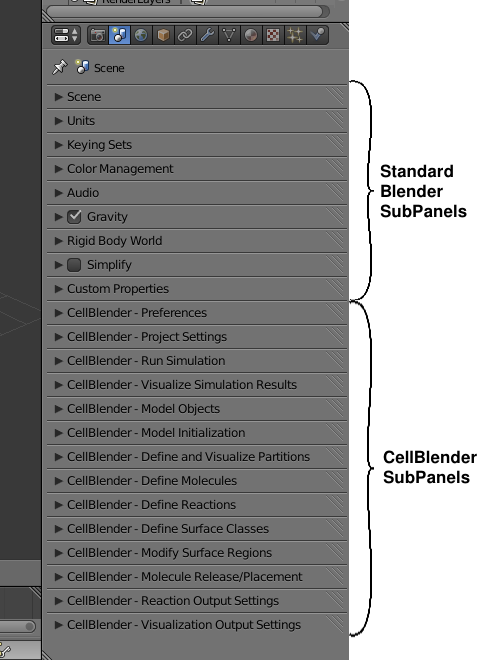 RenderLayers
Scene
Scene
Units
Keying Sets
Color Management
Audio
Gravity
Rigid Body World
Simplify
Custom Properties
CellBlender - Preferences
CellBlender - Project Settings
CellBlender - Run Simulation
CellBlender - Visualize Simulation Results
CellBlender - Model Objects
CellBlender - Model Initialization
CellBlender - Define and Visualize Partitions
CellBlender - Define Molecules
CellBlender - Define Reactions
CellBlender - Define Surface Classes
CellBlender - Modify Surface Regions
CellBlender - Molecule Release/Placement
CellBlender - Reaction Output Settings
CellBlender - Visualization Output Settings
Standard
Blender
SubPanels
CellBlender
SubPanels